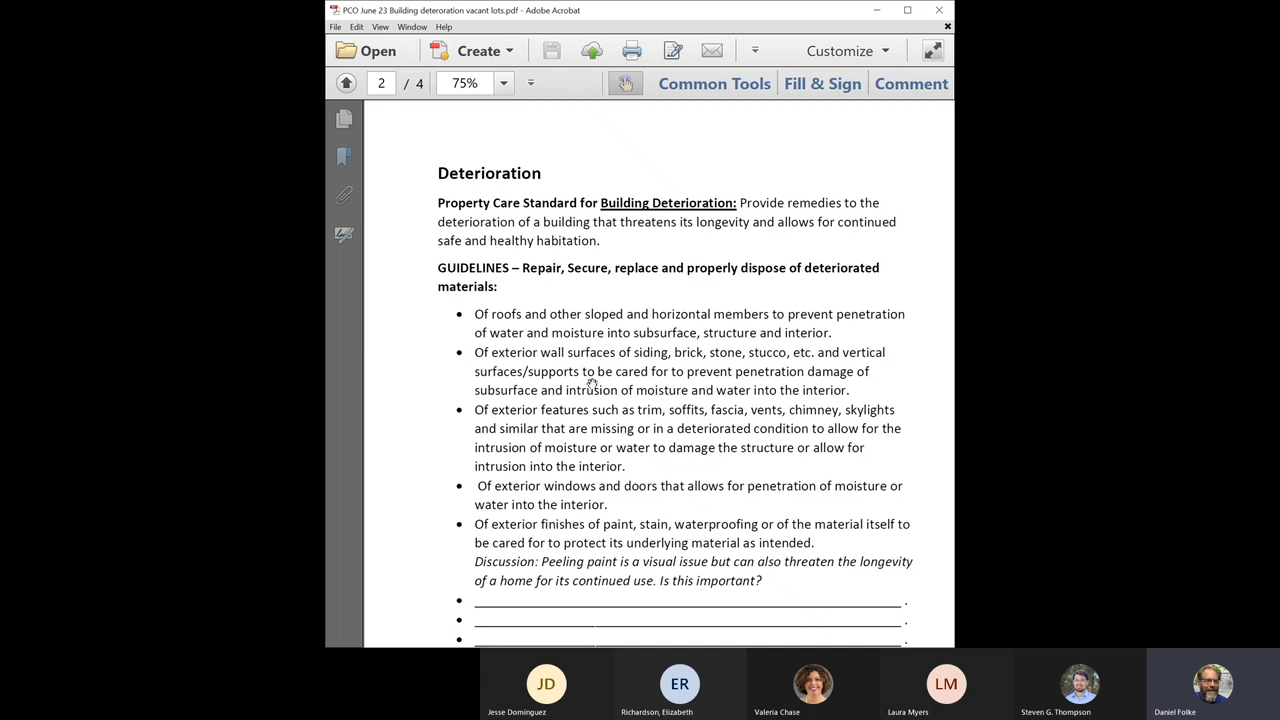 PCO June 23 Building deteroration vacant lots.pdf - Adobe Acrobat
File Edit View Window Help
Open Create Customize
2 / 4 75% Common Tools Fill & Sign Comment
Deterioration
Property Care Standard for Building Deterioration: Provide remedies to the
deterioration of a building that threatens its longevity and allows for continued
safe and healthy habitation.
GUIDELINES – Repair, Secure, replace and properly dispose of deteriorated
materials:
• Of roofs and other sloped and horizontal members to prevent penetration
of water and moisture into subsurface, structure and interior.
• Of exterior wall surfaces of siding, brick, stone, stucco, etc. and vertical
surfaces/supports to be cared for to prevent penetration damage of
subsurface and intrusion of moisture and water into the interior.
• Of exterior features such as trim, soffits, fascia, vents, chimney, skylights
and similar that are missing or in a deteriorated condition to allow for the
intrusion of moisture or water to damage the structure or allow for
intrusion into the interior.
• Of exterior windows and doors that allows for penetration of moisture or
water into the interior.
• Of exterior finishes of paint, stain, waterproofing or of the material itself to
be cared for to protect its underlying material as intended.
Discussion: Peeling paint is a visual issue but can also threaten the longevity
of a home for its continued use. Is this important?
• ______________________________ .
• ______________________________ .
• ______________________________ .
JD ER LM
Jesse Dominguez Richardson, Elizabeth Valeria Chase Laura Myers Steven G. Thompson Daniel Folke